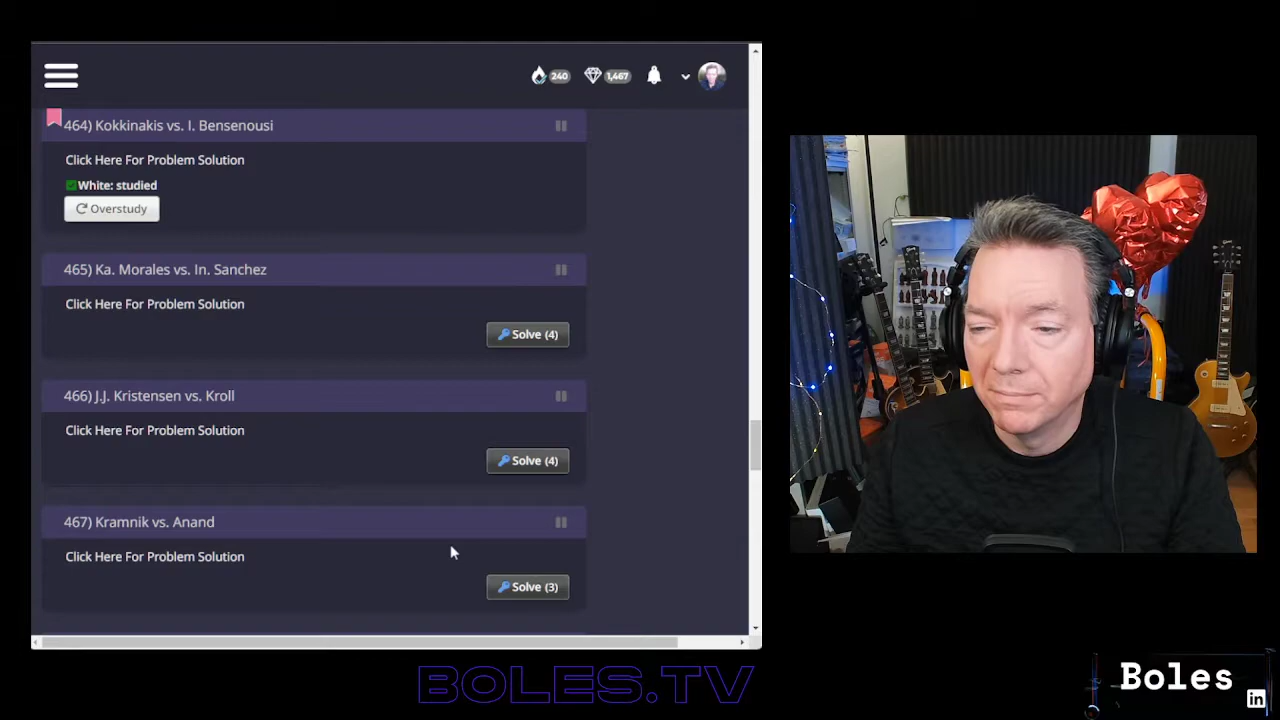 240
1,467
464) Kokkinakis vs. I. Bensenousi
Click Here For Problem Solution
White: studied
Overstudy
465) Ka. Morales vs. In. Sanchez
Click Here For Problem Solution
Solve (4)
466) J.J. Kristensen vs. Kroll
Click Here For Problem Solution
Solve (4)
467) Kramnik vs. Anand
Click Here For Problem Solution
Solve (3)
BOLES.TV
Boles
in